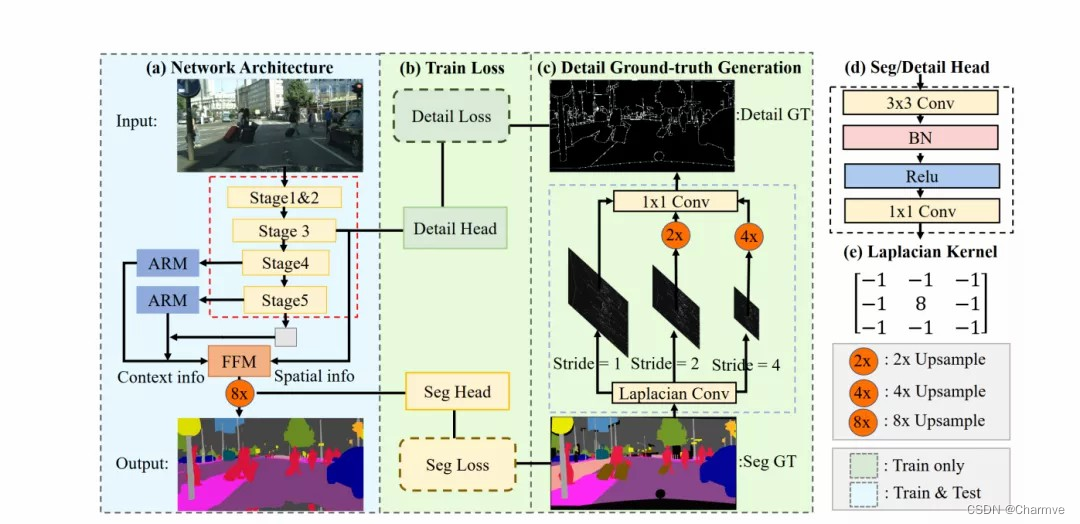 (a) Network Architecture
Input:
Stage1&2
Stage 3
ARM
Stage4
ARM
Stage5
FFM
Context info
Spatial info
8x
Output:
(b) Train Loss
Detail Loss
Detail Head
Seg Head
Seg Loss
(c) Detail Ground-truth Generation
:Detail GT
1x1 Conv
2x
4x
Stride = 1
Stride = 2
Stride = 4
Laplacian Conv
:Seg GT
(d) Seg/Detail Head
3x3 Conv
BN
Relu
1x1 Conv
(e) Laplacian Kernel
−1 −1 −1
−1 8 −1
−1 −1 −1
2x : 2x Upsample
4x : 4x Upsample
8x : 8x Upsample
: Train only
: Train & Test
CSDN @Charmve